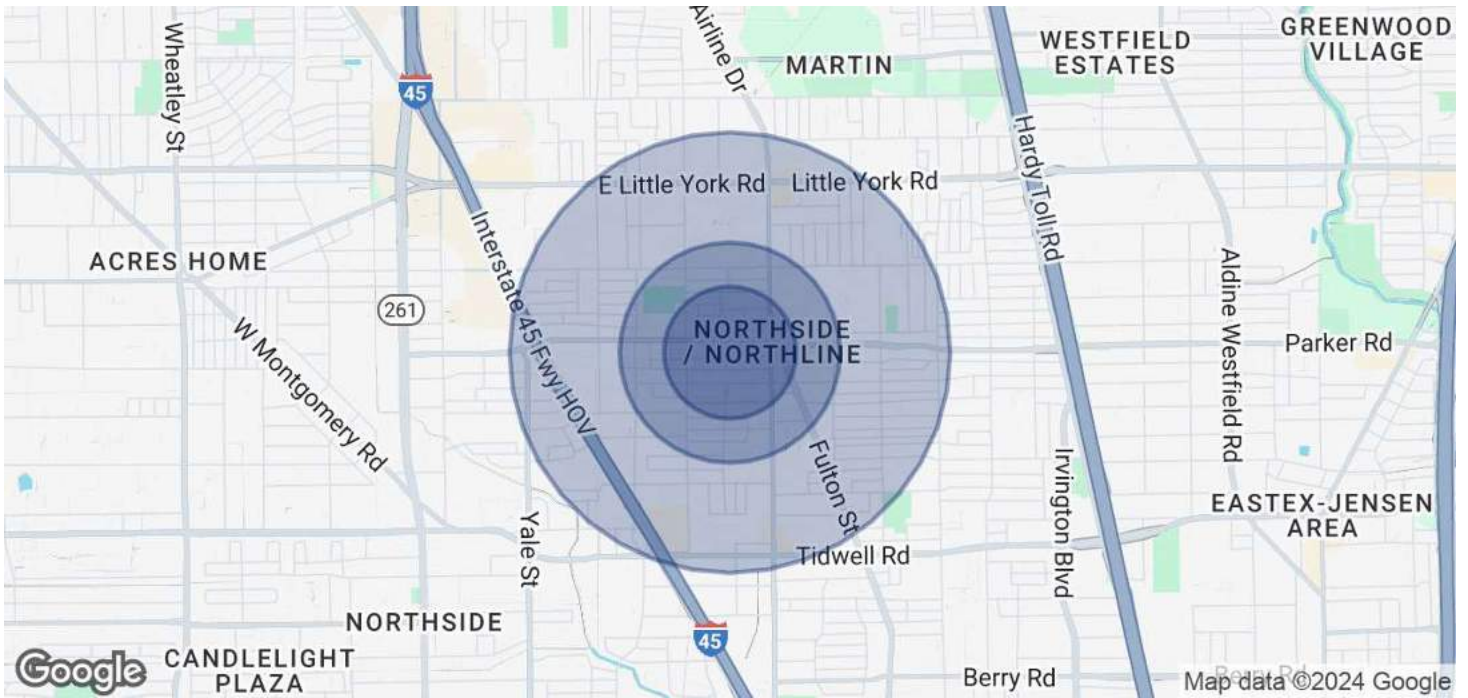 Wheatley St
45
Airline Dr
MARTIN
WESTFIELD
ESTATES
GREENWOOD
VILLAGE
Hardy Toll Rd
E Little York Rd
Little York Rd
Interstate 45 Fwy HOV
ACRES HOME
261
W Montgomery Rd
NORTHSIDE
/ NORTHLINE
Aldine Westfield Rd
Parker Rd
Fulton St
Irvington Blvd
EASTEX-JENSEN
AREA
Yale St
Tidwell Rd
NORTHSIDE
45
Google
CANDLELIGHT
PLAZA
Berry Rd
Berry Rd
Map data ©2024 Google